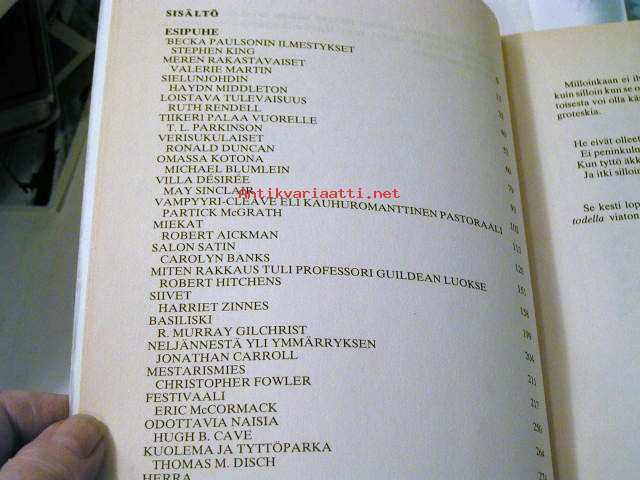 SISÄLTÖ
ESIPUHE
BECKA PAULSONIN ILMESTYKSET
STEPHEN KING
MEREN RAKASTAVAISET
VALERIE MARTIN
SIELUNJOHDIN
HAYDN MIDDLETON
LOISTAVA TULEVAISUUS
RUTH RENDELL
TIIKERI PALAA VUORELLE
T. L. PARKINSON
VERISUKULAISET
RONALD DUNCAN
OMASSA KOTONA
MICHAEL BLUMLEIN
VILLA DÉSIRÉE
MAY SINCLAIR
Antikvariaatti.net
VAMPYYRI-CLEAVE ELI KAUHUROMANTTINEN PASTORAALI
PARTICK McGRATH
MIEKAT
ROBERT AICKMAN
SALON SATIN
CAROLYN BANKS
MITEN RAKKAUS TULI PROFESSORI GUILDEAN LUOKSE
ROBERT HITCHENS
SIIVET
HARRIET ZINNES
BASILISKI
R. MURRAY GILCHRIST
NELJÄNNESTÄ YLI YMMÄRRYKSEN
JONATHAN CARROLL
MESTARISMIES
CHRISTOPHER FOWLER
FESTIVAALI
ERIC McCORMACK
ODOTTAVIA NAISIA
HUGH B. CAVE
KUOLEMA JA TYTTÖPARKA
THOMAS M. DISCH
HERRA
Milloinkaan ei
kuin silloin kun se o
toisesta voi olla
groteskia.
He eivät olleet
Ei peninkulm
Kun tyttö äkk
Ja itki silloin
Se kesti lop
todella viaton